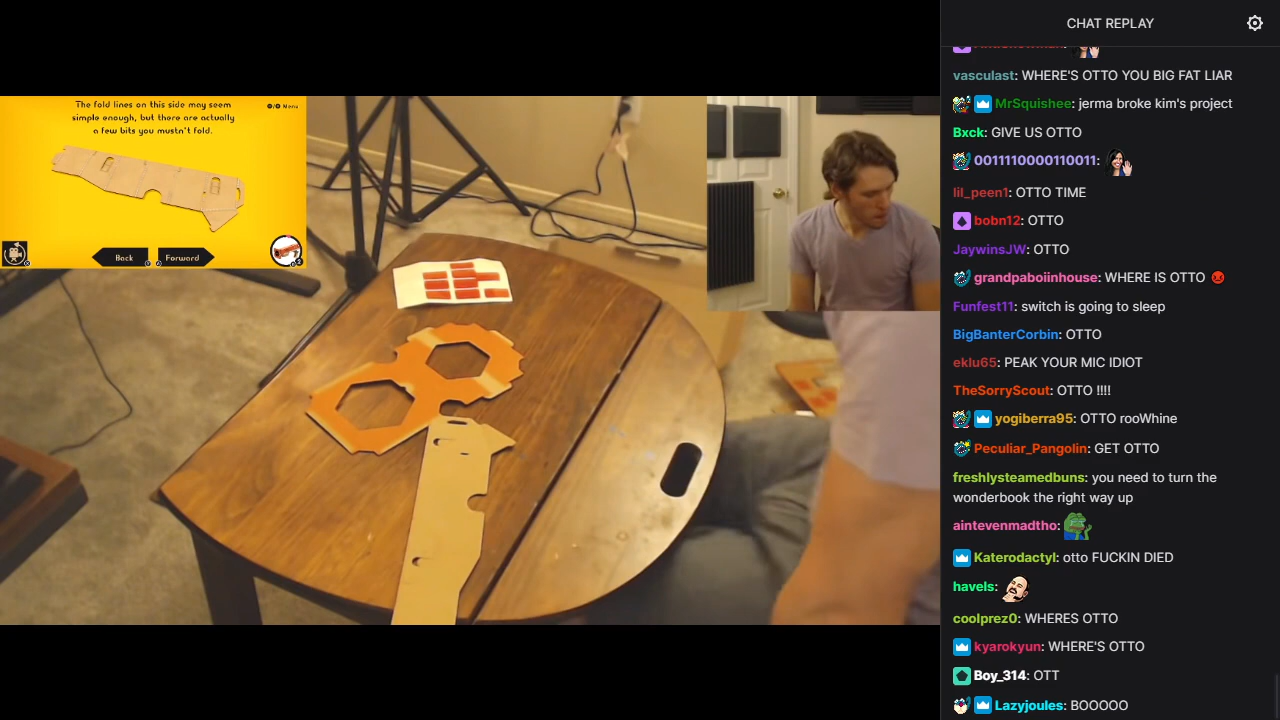 The fold lines on this side may seem
simple enough, but there are actually
a few bits you mustn't fold.
Menu
Back
Forward
CHAT REPLAY
vasculast: WHERE'S OTTO YOU BIG FAT LIAR
MrSquishee: jerma broke kim's project
Bxck: GIVE US OTTO
0011110000110011:
lil_peen1: OTTO TIME
bobn12: OTTO
JaywinsJW: OTTO
grandpaboiinhouse: WHERE IS OTTO
Funfest11: switch is going to sleep
BigBanterCorbin: OTTO
eklu65: PEAK YOUR MIC IDIOT
TheSorryScout: OTTO !!!!
yogiberra95: OTTO rooWhine
Peculiar_Pangolin: GET OTTO
freshlysteamedbuns: you need to turn the
wonderbook the right way up
aintevenmadtho:
Katerodactyl: otto FUCKIN DIED
havels:
coolprez0: WHERES OTTO
kyarokyun: WHERE'S OTTO
Boy_314: OTT
Lazyjoules: BOOOOO